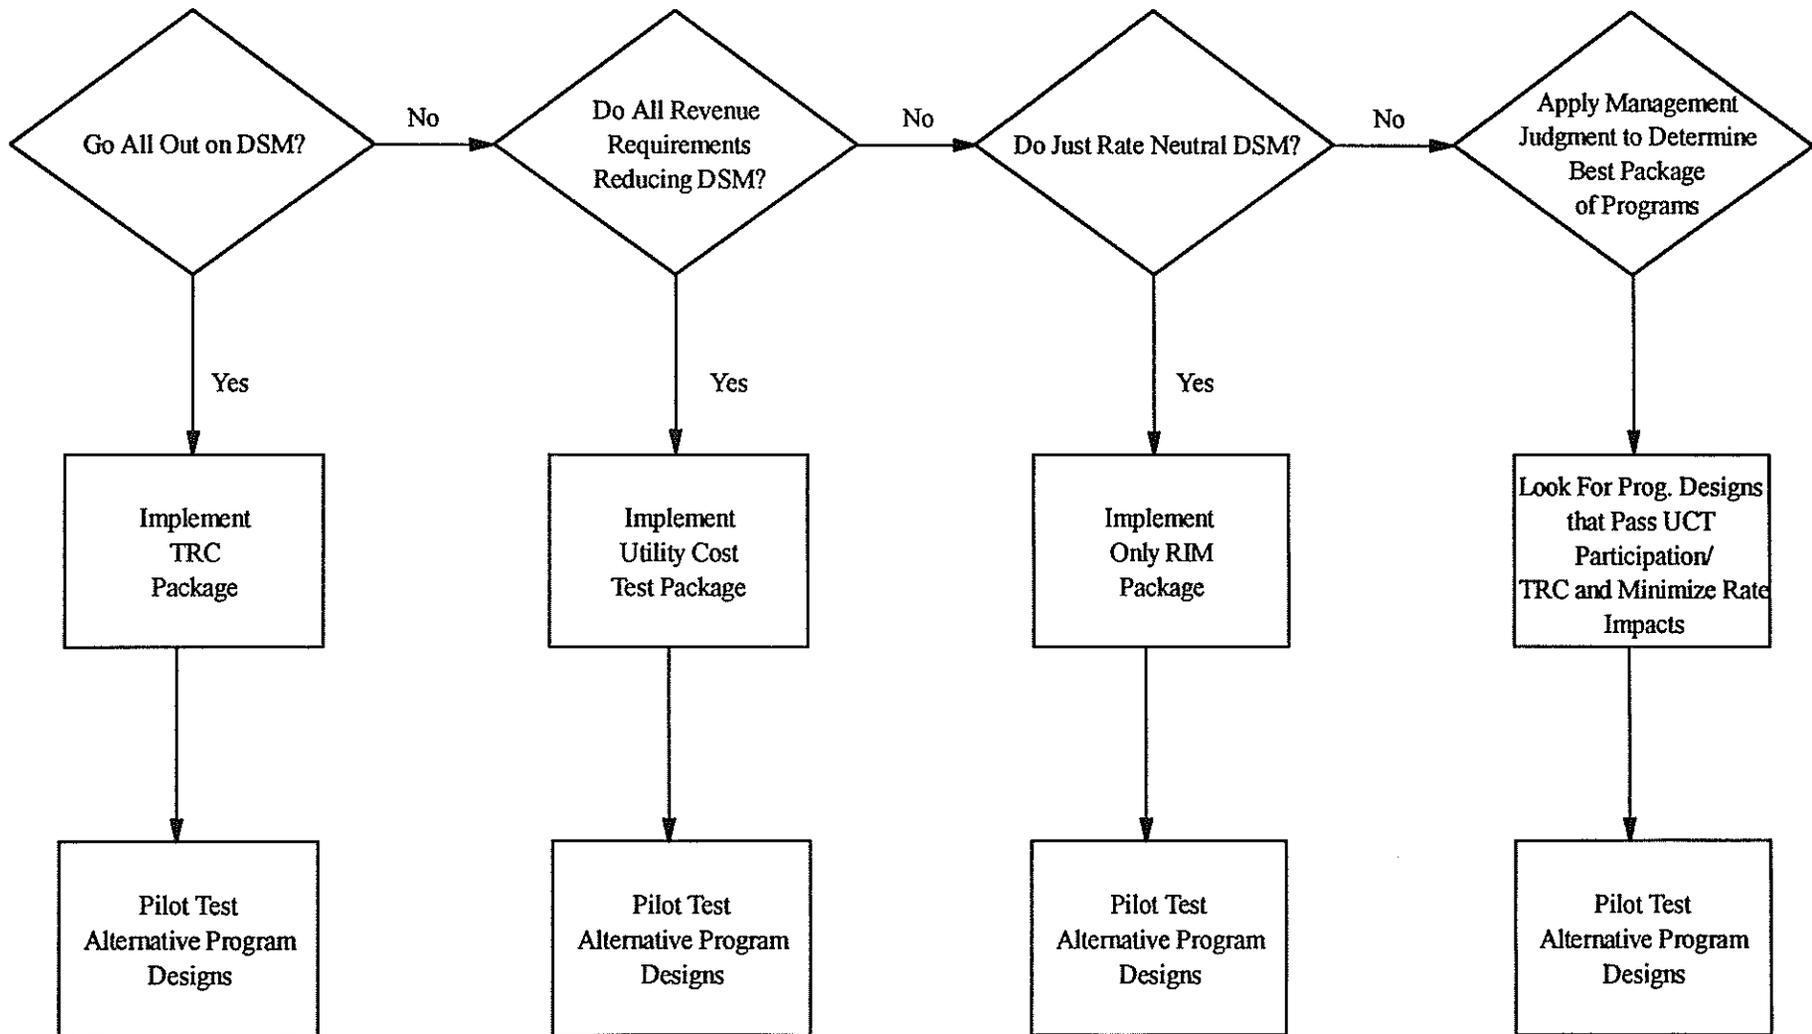 Go All Out on DSM?
No
Do All Revenue
Requirements
Reducing DSM?
No
Do Just Rate Neutral DSM?
No
Apply Management
Judgment to Determine
Best Package
of Programs
Yes
Yes
Yes
Implement
TRC
Package
Implement
Utility Cost
Test Package
Implement
Only RIM
Package
Look For Prog. Designs
that Pass UCT
Participation/
TRC and Minimize Rate
Impacts
Pilot Test
Alternative Program
Designs
Pilot Test
Alternative Program
Designs
Pilot Test
Alternative Program
Designs
Pilot Test
Alternative Program
Designs